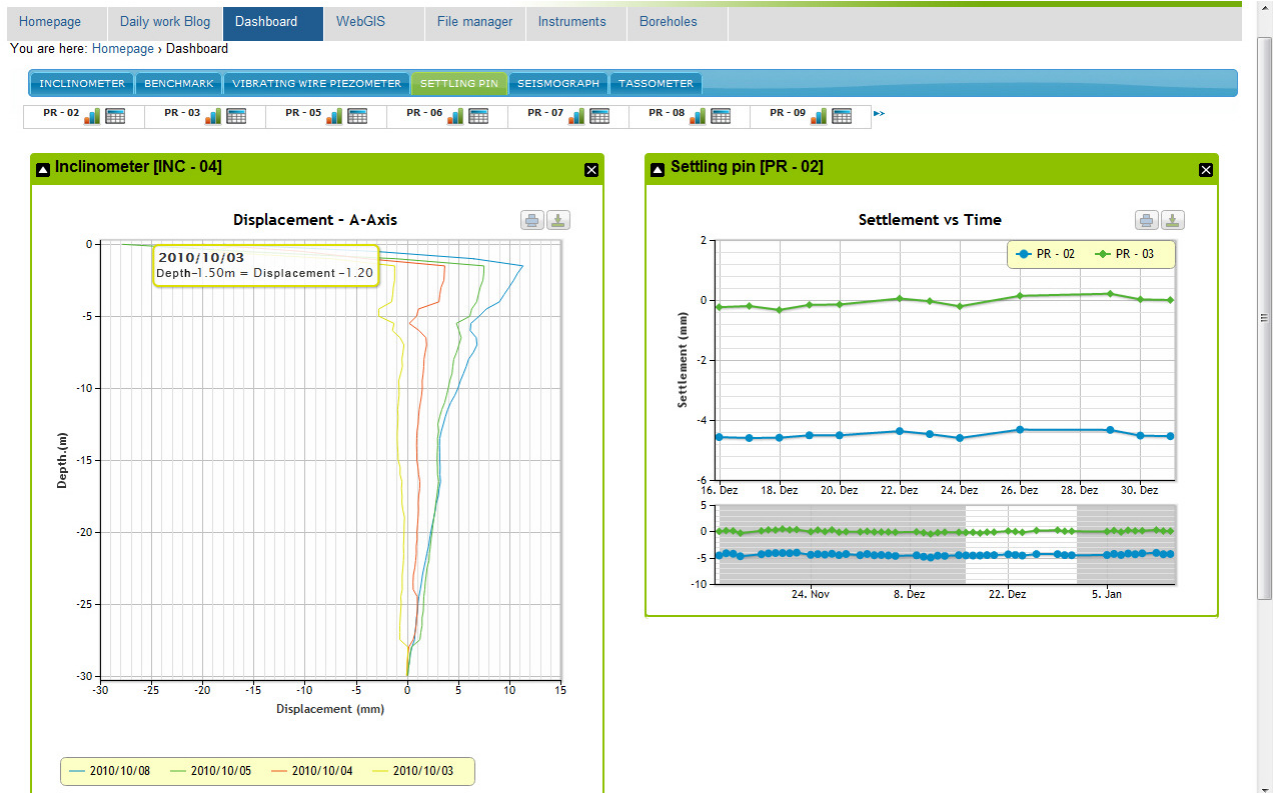 Homepage Daily work Blog Dashboard WebGIS File manager Instruments Boreholes
You are here: Homepage › Dashboard
INCLINOMETER BENCHMARK VIBRATING WIRE PIEZOMETER SETTLING PIN SEISMOGRAPH TASSOMETER
PR - 02 PR - 03 PR - 05 PR - 06 PR - 07 PR - 08 PR - 09
Inclinometer [INC - 04]
Displacement - A-Axis
2010/10/03
Depth-1.50m = Displacement -1.20
0
-5
-10
-15
-20
-25
-30
Depth.(m)
-30 -25 -20 -15 -10 -5 0 5 10 15
Displacement (mm)
2010/10/08 2010/10/05 2010/10/04 2010/10/03
Settling pin [PR - 02]
Settlement vs Time
PR - 02 PR - 03
2
0
-2
-4
-6
Settlement (mm)
16. Dez 18. Dez 20. Dez 22. Dez 24. Dez 26. Dez 28. Dez 30. Dez
5
0
-5
-10
24. Nov 8. Dez 22. Dez 5. Jan